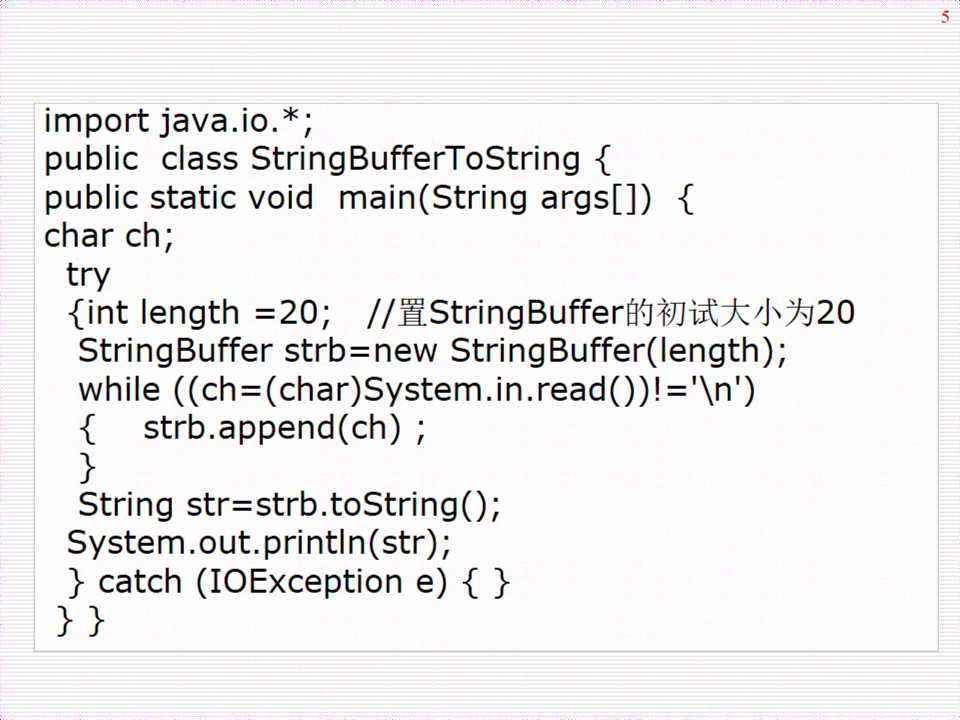 5
import java.io.*;
public  class StringBufferToString {
public static void  main(String args[])  {
char ch;
  try
  {int length =20;   //置StringBuffer的初试大小为20
   StringBuffer strb=new StringBuffer(length);
   while ((ch=(char)System.in.read())!='\n')
   {    strb.append(ch) ;
   }
   String str=strb.toString();
  System.out.println(str);
  } catch (IOException e) { }
 } }